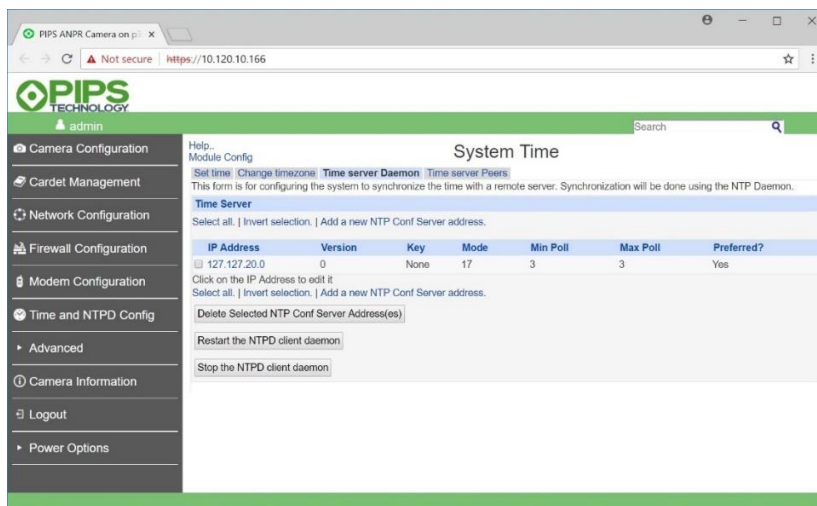 PIPS ANPR Camera on p
Not secure | https://10.120.10.166
PIPS
TECHNOLOGY
admin
Search
Camera Configuration
Cardet Management
Network Configuration
Firewall Configuration
Modem Configuration
Time and NTPD Config
Advanced
Camera Information
Logout
Power Options
Help..
Module Config
System Time
Set time Change timezone Time server Daemon Time server Peers
This form is for configuring the system to synchronize the time with a remote server. Synchronization will be done using the NTP Daemon.
Time Server
Select all. | Invert selection. | Add a new NTP Conf Server address.
IP Address Version Key Mode Min Poll Max Poll Preferred?
127.127.20.0 0 None 17 3 3 Yes
Click on the IP Address to edit it
Select all. | Invert selection. | Add a new NTP Conf Server address.
Delete Selected NTP Conf Server Address(es)
Restart the NTPD client daemon
Stop the NTPD client daemon